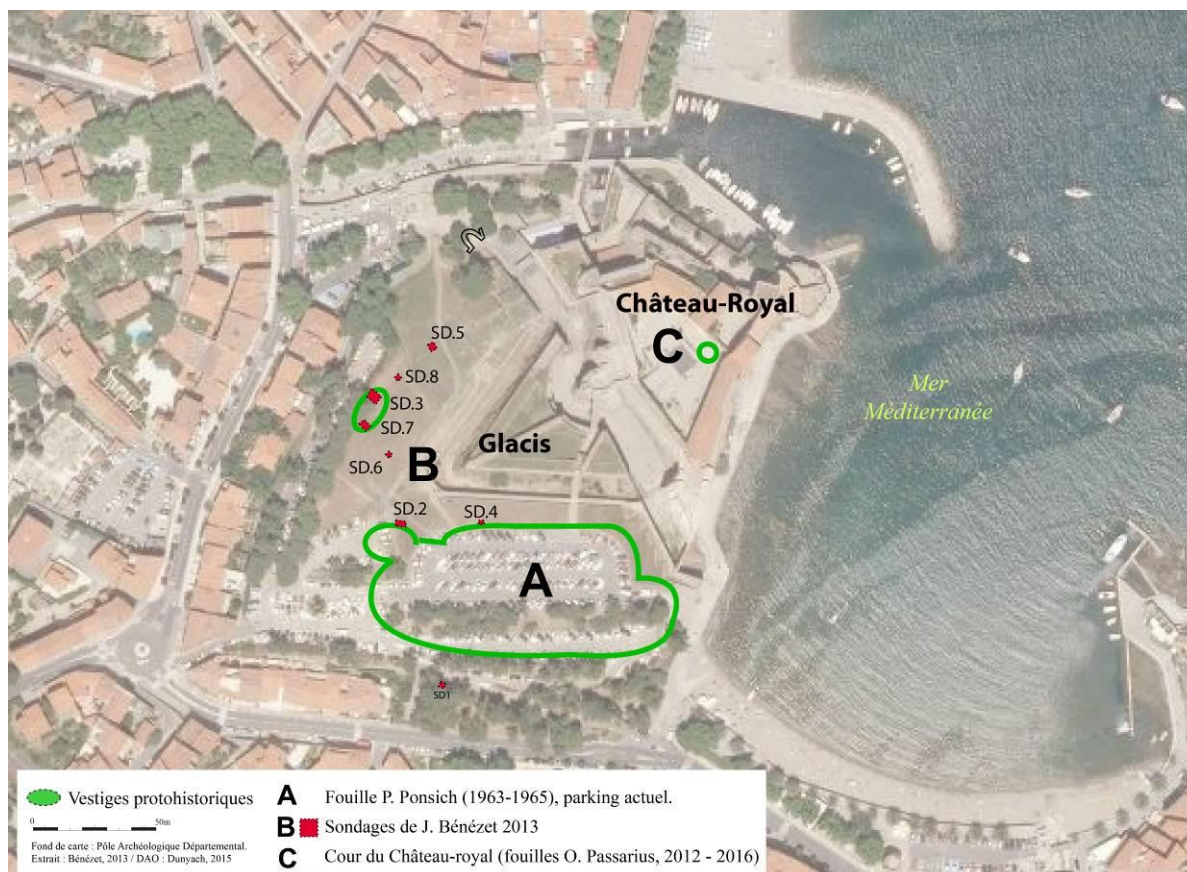 Château-Royal
C
SD.5
SD.8
SD.3
SD.7
SD.6
B
Glacis
Mer
Méditerranée
SD.2
SD.4
A
SD1
Vestiges protohistoriques
0 50m
Fond de carte : Pôle Archéologique Départemental.
Extrait : Bénézet, 2013 / DAO : Dunyach, 2015
A Fouille P. Ponsich (1963-1965), parking actuel.
B Sondages de J. Bénézet 2013
C Cour du Château-royal (fouilles O. Passarius, 2012 - 2016)